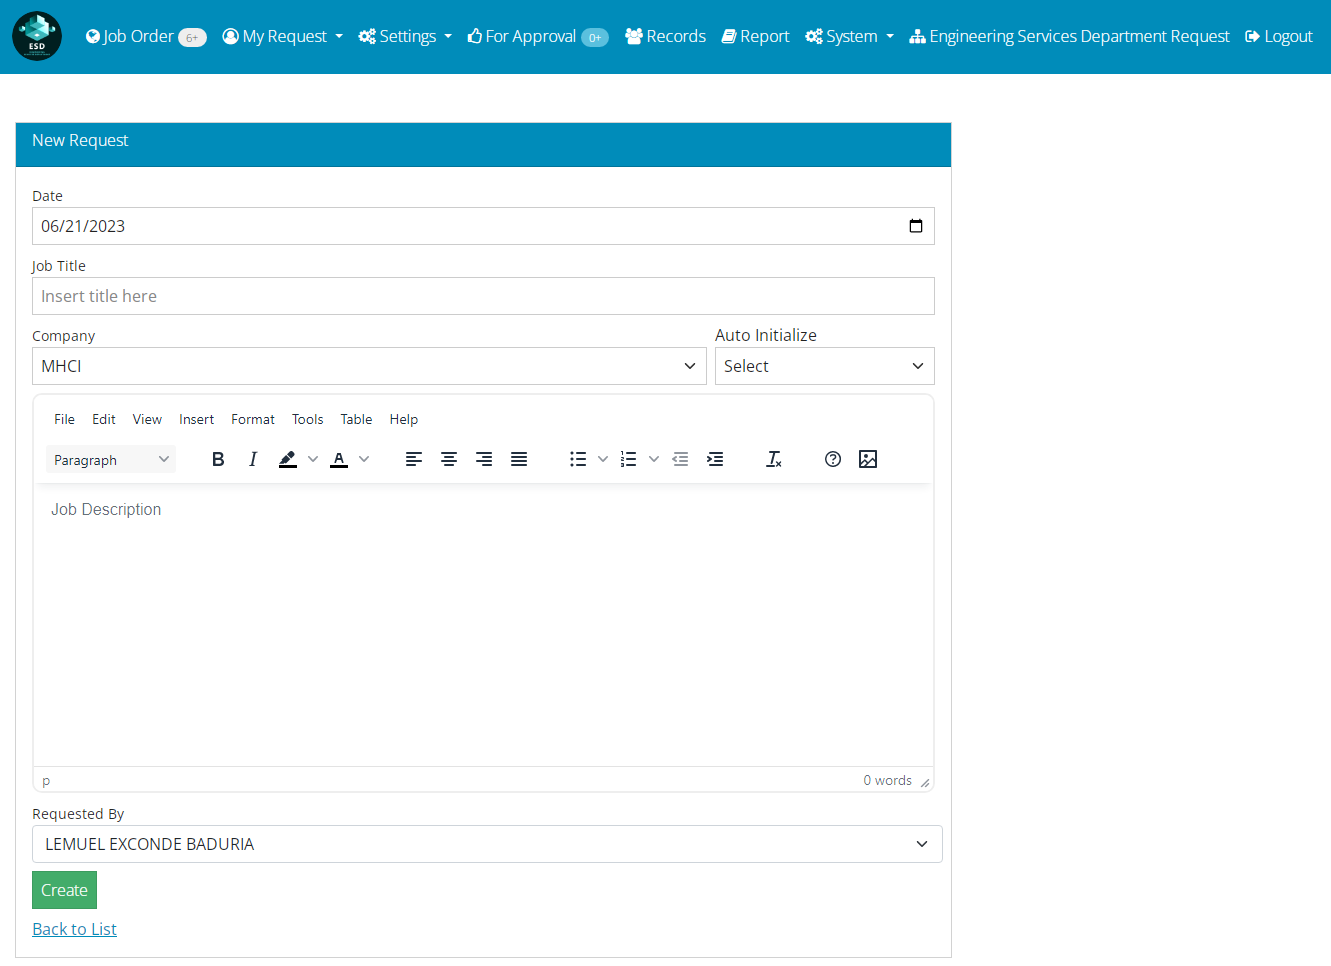 ESD
Job Order 6+ My Request Settings For Approval 0+ Records Report System Engineering Services Department Request Logout
New Request
Date
06/21/2023
Job Title
Insert title here
Company Auto Initialize
MHCI Select
File Edit View Insert Format Tools Table Help
Paragraph
Job Description
p 0 words
Requested By
LEMUEL EXCONDE BADURIA
Create
Back to List